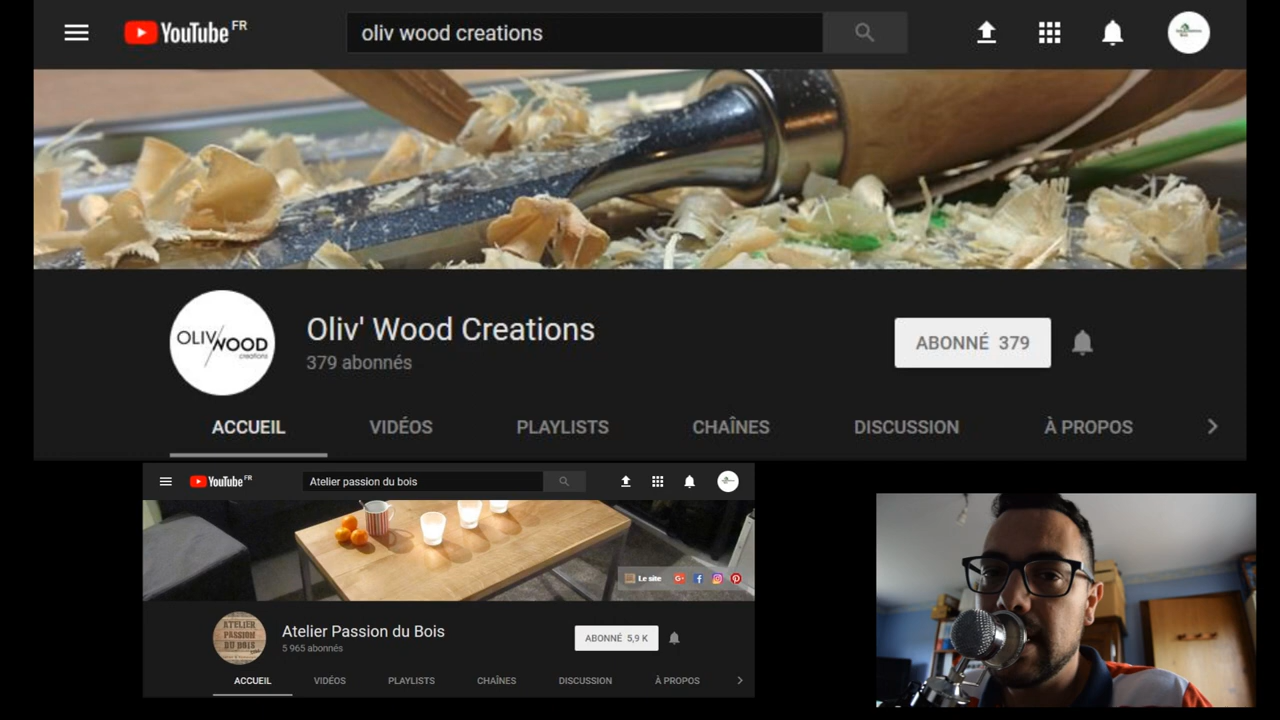 YouTube FR
oliv wood creations
OLIV/WOOD
creations
Oliv' Wood Creations
379 abonnés
ABONNÉ 379
ACCUEIL VIDÉOS PLAYLISTS CHAÎNES DISCUSSION À PROPOS
YouTube FR
Atelier passion du bois
Le site
ATELIER
PASSION
DU BOIS
Atelier Passion du Bois
5 965 abonnés
ABONNÉ 5,9 K
ACCUEIL VIDÉOS PLAYLISTS CHAÎNES DISCUSSION À PROPOS